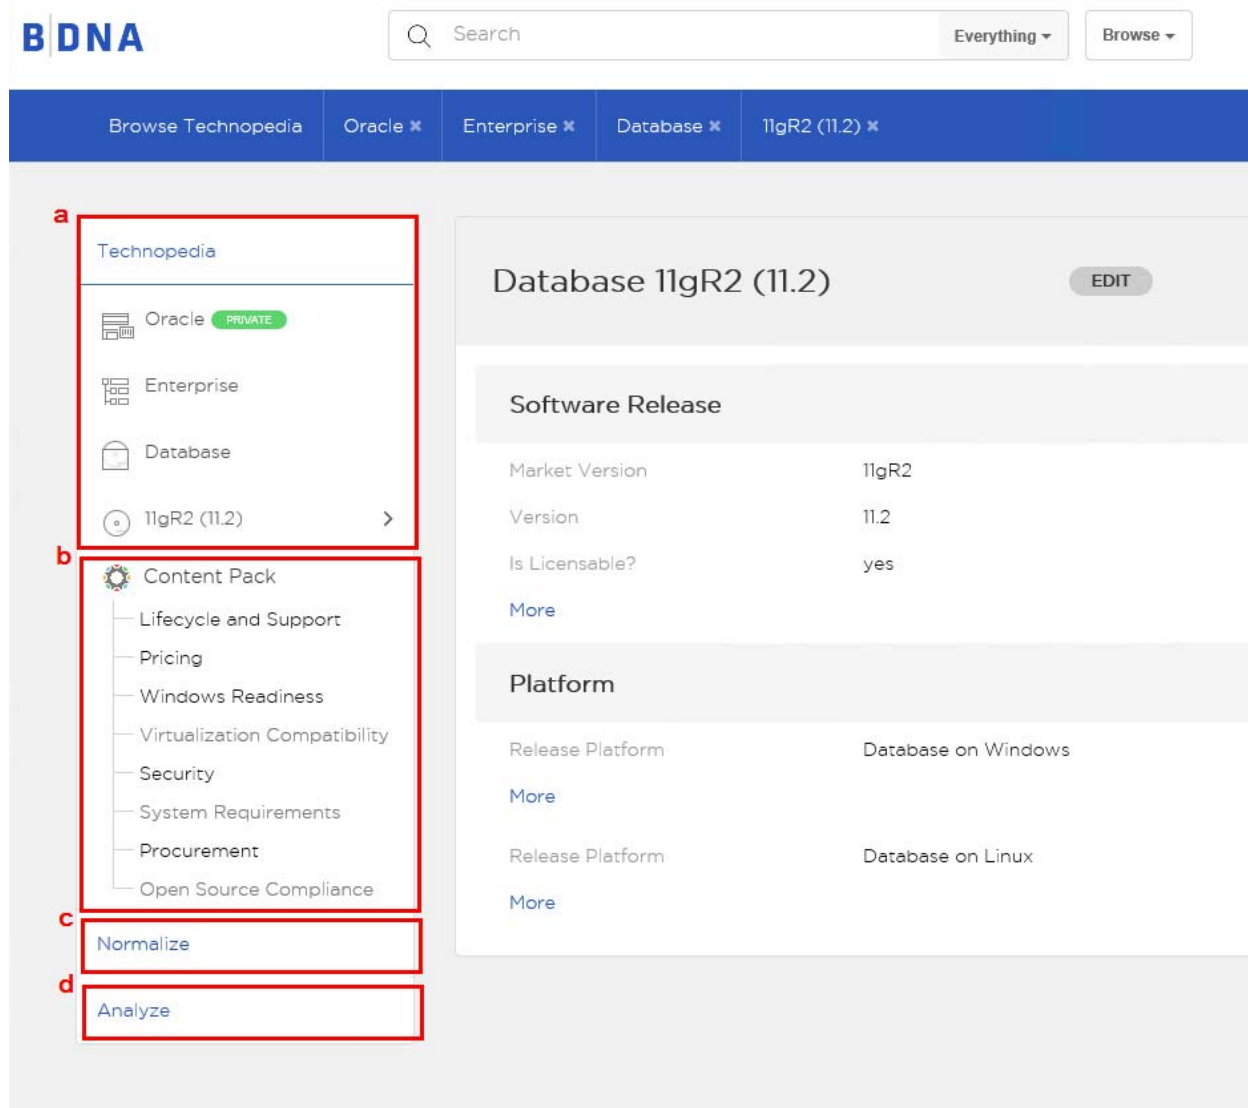 BDNA
Search
Everything
Browse
Browse Technopedia
Oracle ×
Enterprise ×
Database ×
11gR2 (11.2) ×
a
Technopedia
Oracle PRIVATE
Enterprise
Database
11gR2 (11.2)
b
Content Pack
Lifecycle and Support
Pricing
Windows Readiness
Virtualization Compatibility
Security
System Requirements
Procurement
Open Source Compliance
c
Normalize
d
Analyze
Database 11gR2 (11.2)
EDIT
Software Release
Market Version 11gR2
Version 11.2
Is Licensable? yes
More
Platform
Release Platform Database on Windows
More
Release Platform Database on Linux
More